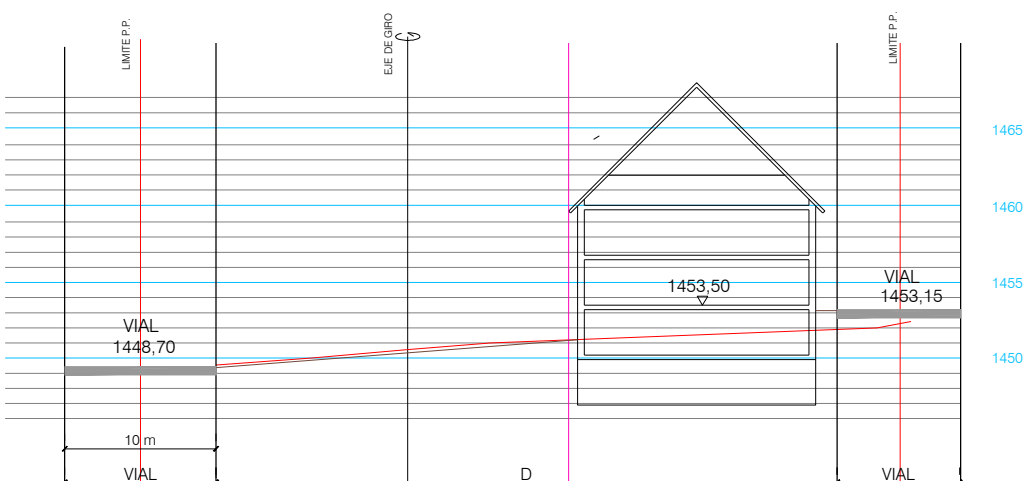 LIMITE P.P.
EJE DE GIRO
LIMITE P.P.
1465
1460
1455
1450
VIAL
1453,15
1453,50
VIAL
1448,70
10 m
VIAL
D
VIAL